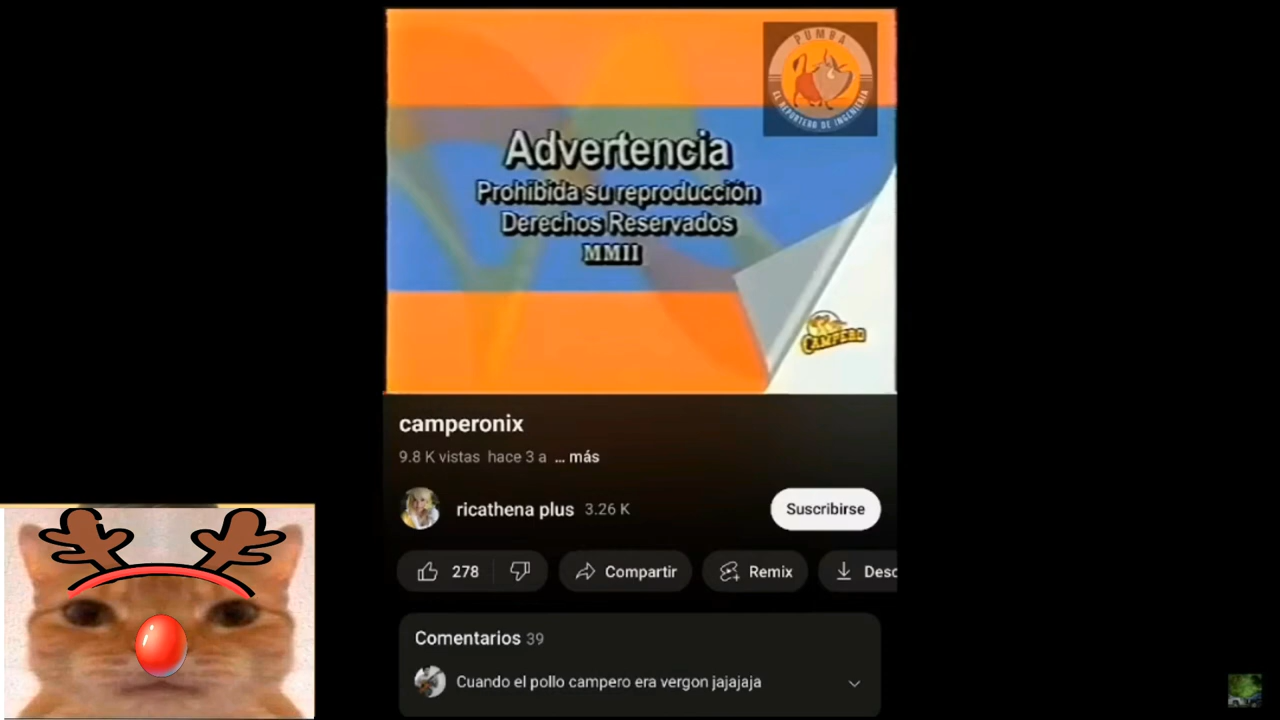 PUMBA
EL REPORTERO DE INGENIERIA
Advertencia
Prohibida su reproducción
Derechos Reservados
MMII
CAMPERO
camperonix
9.8 K vistas hace 3 a ... más
ricathena plus 3.26 K
Suscribirse
278
Compartir
Remix
Desc
Comentarios 39
Cuando el pollo campero era vergon jajajaja